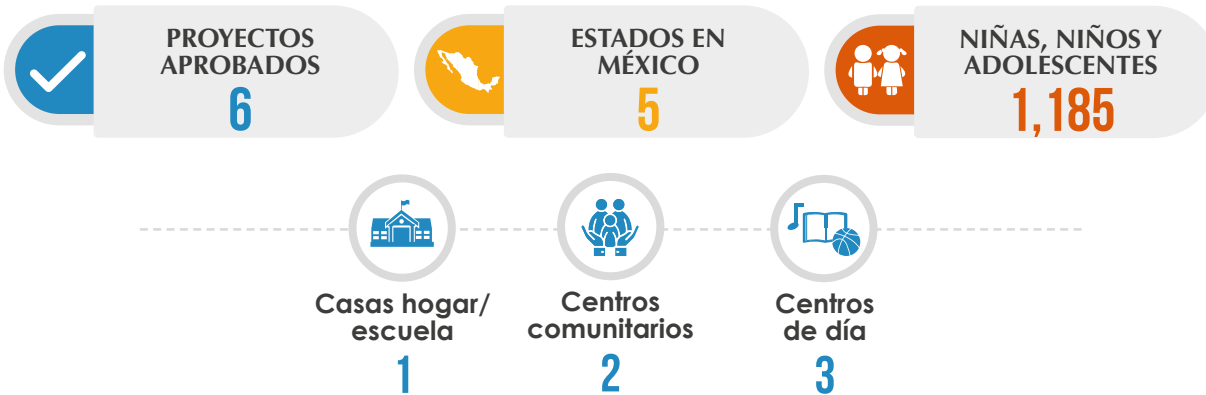 PROYECTOS
APROBADOS
6
ESTADOS EN
MÉXICO
5
NIÑAS, NIÑOS Y
ADOLESCENTES
1,185
Casas hogar/
escuela
1
Centros
comunitarios
2
Centros
de día
3